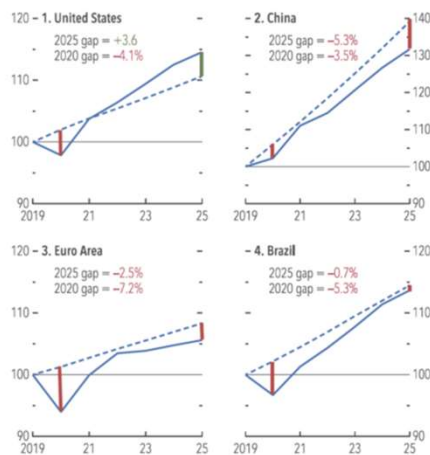 120 – 1. United States
2025 gap = +3.6
2020 gap = –4.1%
110
100
90
2019 21 23 25
– 2. China – 140
2025 gap = –5.3%
2020 gap = –3.5%
130
120
110
100
90
2019 21 23 25
120 – 3. Euro Area
2025 gap = –2.5%
2020 gap = –7.2%
110
100
90
2019 21 23 25
– 4. Brazil – 120
2025 gap = –0.7%
2020 gap = –5.3%
110
100
90
2019 21 23 25